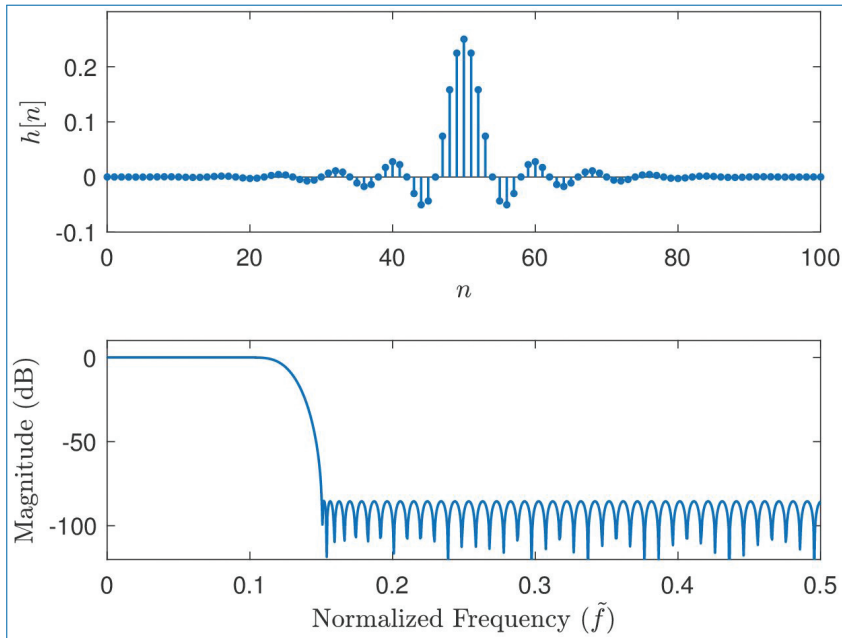 h[n]
0.2
0.1
0
-0.1
0 20 40 60 80 100
n
Magnitude (dB)
0
-50
-100
0 0.1 0.2 0.3 0.4 0.5
Normalized Frequency (f̃)